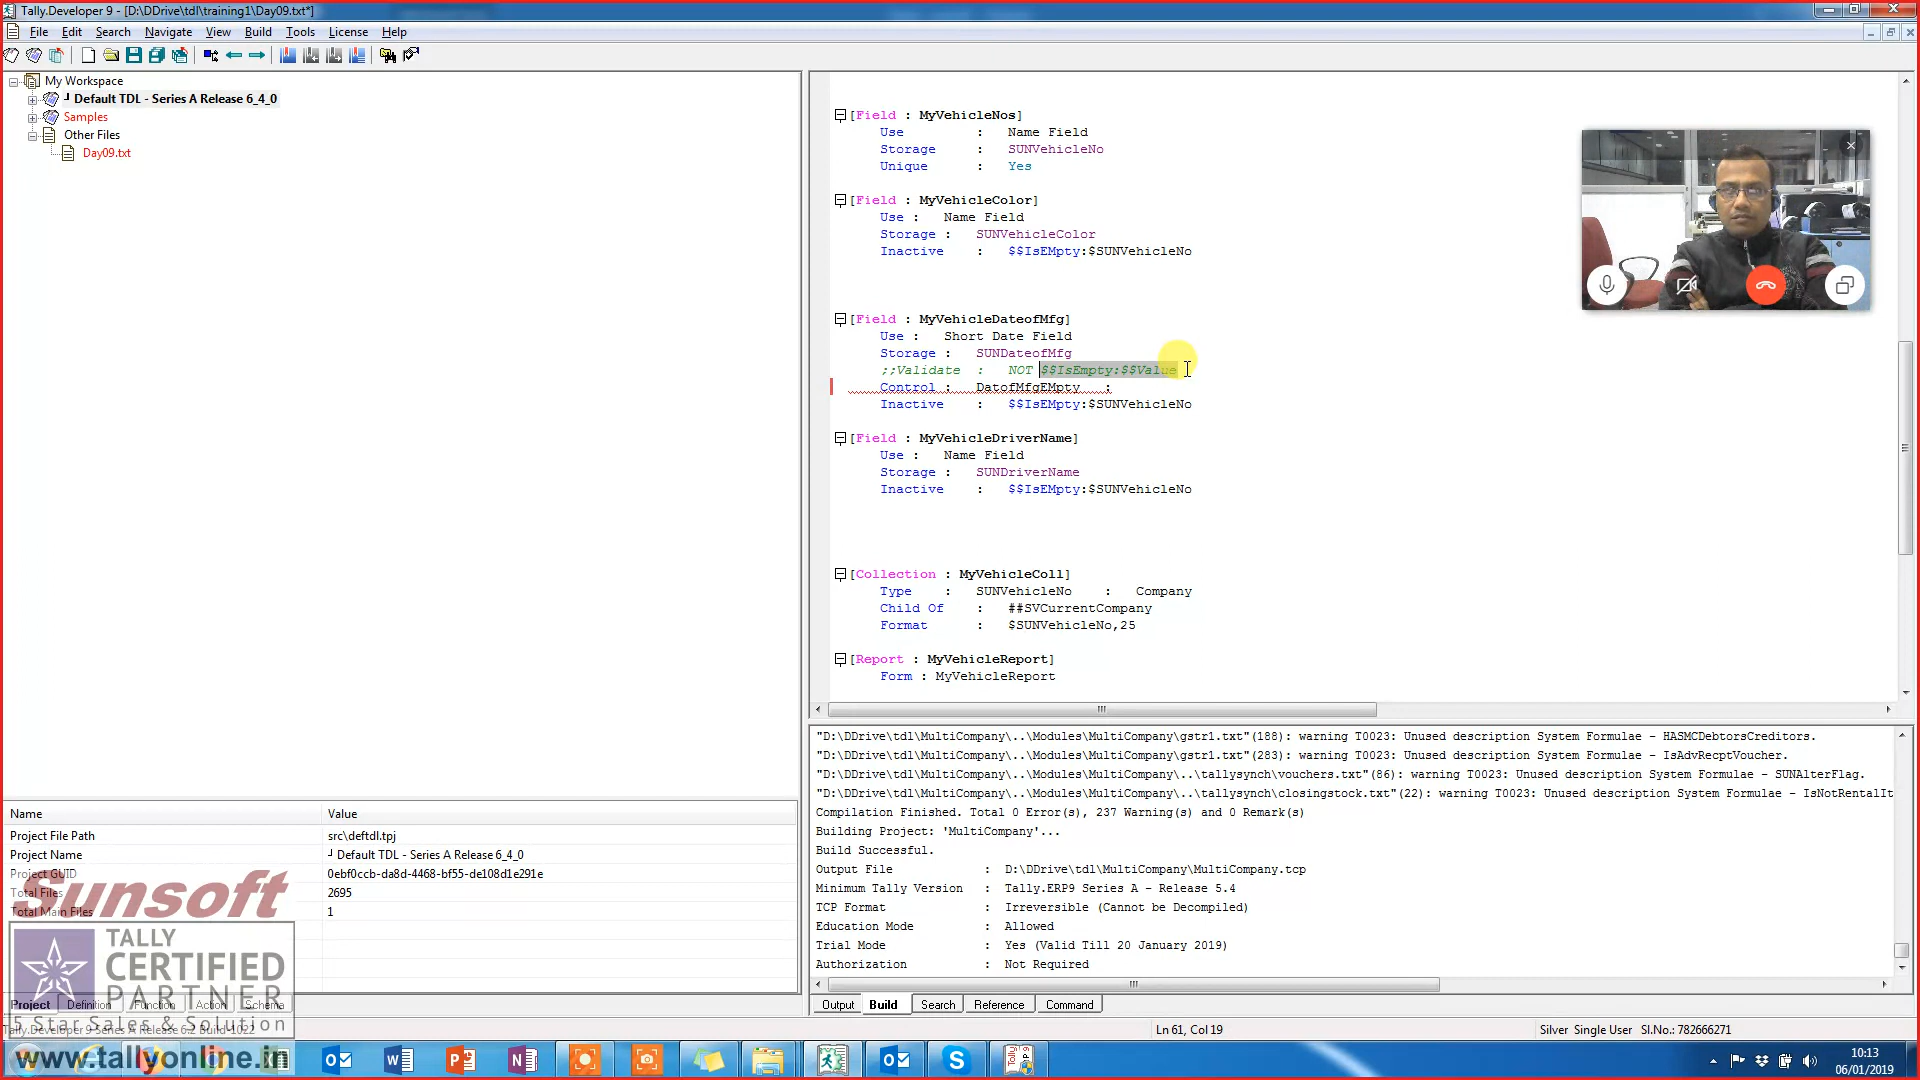 Tally.Developer 9 - [D:\DDrive\tdl\training1\Day09.txt*]
File Edit Search Navigate View Build Tools License Help
My Workspace
Default TDL - Series A Release 6_4_0
Samples
Other Files
Day09.txt
[Field : MyVehicleNos]
Use : Name Field
Storage : SUNVehicleNo
Unique : Yes
[Field : MyVehicleColor]
Use : Name Field
Storage : SUNVehicleColor
Inactive : $$IsEMpty:$SUNVehicleNo
[Field : MyVehicleDateofMfg]
Use : Short Date Field
Storage : SUNDateofMfg
;;Validate : NOT $$IsEmpty:$$Value
Control : DatofMfgEMpty :
Inactive : $$IsEMpty:$SUNVehicleNo
[Field : MyVehicleDriverName]
Use : Name Field
Storage : SUNDriverName
Inactive : $$IsEMpty:$SUNVehicleNo
[Collection : MyVehicleColl]
Type : SUNVehicleNo : Company
Child Of : ##SVCurrentCompany
Format : $SUNVehicleNo,25
[Report : MyVehicleReport]
Form : MyVehicleReport
"D:\DDrive\tdl\MultiCompany\..\Modules\MultiCompany\gstr1.txt"(188): warning T0023: Unused description System Formulae - HASMCDebtorsCreditors.
"D:\DDrive\tdl\MultiCompany\..\Modules\MultiCompany\gstr1.txt"(283): warning T0023: Unused description System Formulae - IsAdvRecptVoucher.
"D:\DDrive\tdl\MultiCompany\..\Modules\MultiCompany\..\tallysynch\vouchers.txt"(86): warning T0023: Unused description System Formulae - SUNAlterFlag.
"D:\DDrive\tdl\MultiCompany\..\Modules\MultiCompany\..\tallysynch\closingstock.txt"(22): warning T0023: Unused description System Formulae - IsNotRentalIt
Compilation Finished. Total 0 Error(s), 237 Warning(s) and 0 Remark(s)
Building Project: 'MultiCompany'...
Build Successful.
Output File : D:\DDrive\tdl\MultiCompany\MultiCompany.tcp
Minimum Tally Version : Tally.ERP9 Series A - Release 5.4
TCP Format : Irreversible (Cannot be Decompiled)
Education Mode : Allowed
Trial Mode : Yes (Valid Till 20 January 2019)
Authorization : Not Required
Output Build Search Reference Command
Name Value
Project File Path src\deftdl.tpj
Project Name Default TDL - Series A Release 6_4_0
Project GUID 0ebf0ccb-da8d-4468-bf55-de108d1e291e
Total Files 2695
Total Main Files 1
Sunsoft
TALLY
CERTIFIED
PARTNER
5 Star Sales & Solution
Project Definition Function Action Schema
Tally.Developer 9 Series A Release 6.2 Build-1022
Ln 61, Col 19
Silver Single User Sl.No.: 782666271
www.tallyonline.in
10:13
06/01/2019